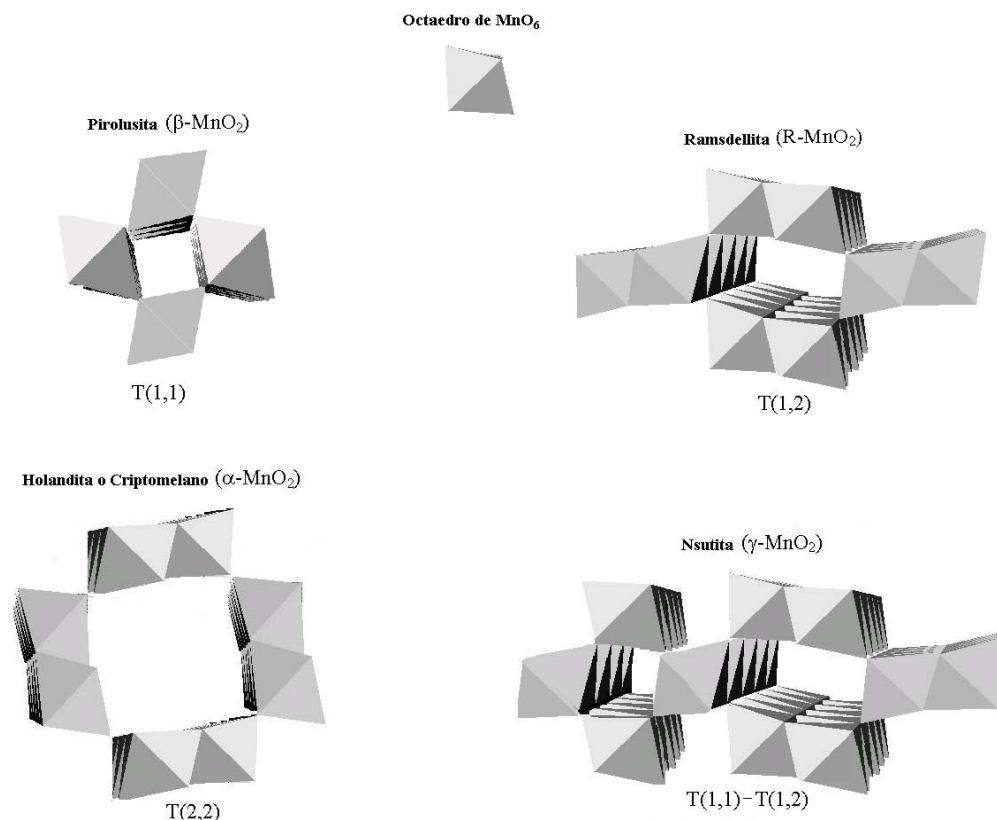 Octaedro de MnO₆
Pirolusita (β-MnO₂)
Ramsdellita (R-MnO₂)
T(1,1)
T(1,2)
Holandita o Criptomelano (α-MnO₂)
Nsutita (γ-MnO₂)
T(2,2)
T(1,1)-T(1,2)